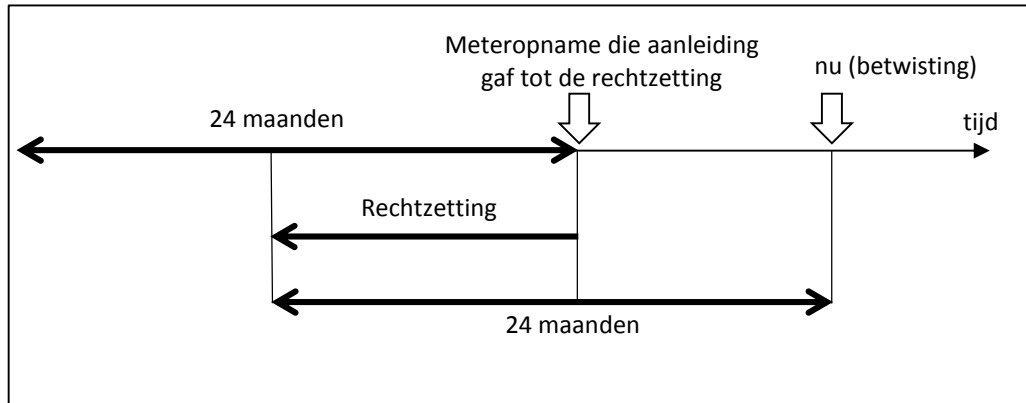 Meteropname die aanleiding
gaf tot de rechtzetting
nu (betwisting)
24 maanden
tijd
Rechtzetting
24 maanden